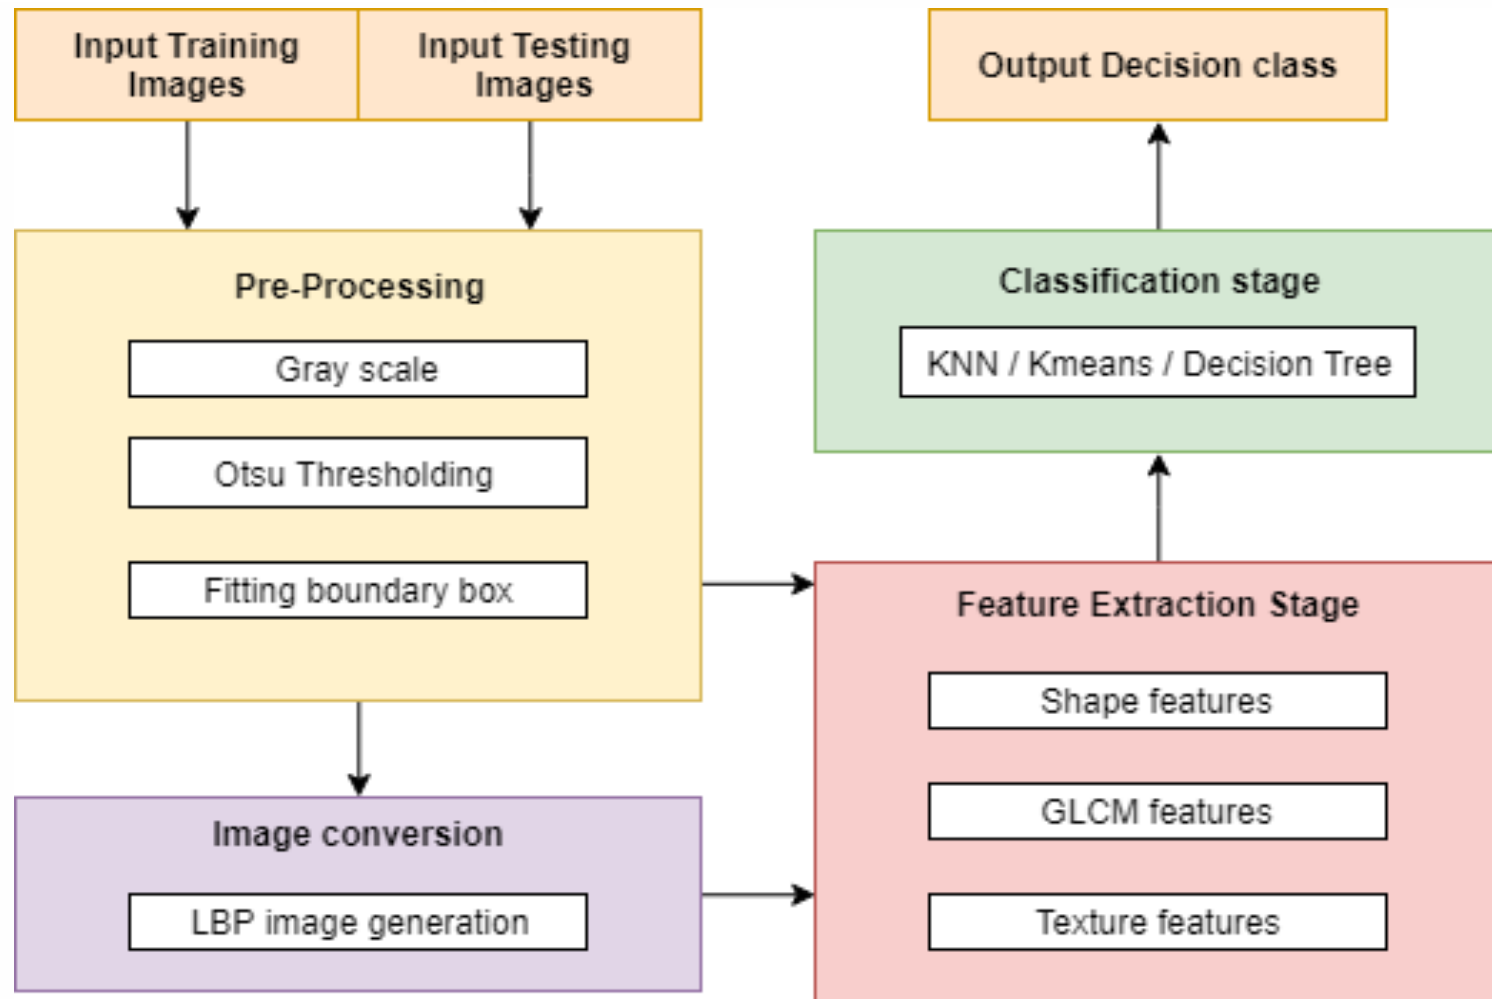 Input Training
Images
Input Testing
Images
Output Decision class
Pre-Processing
Gray scale
Otsu Thresholding
Fitting boundary box
Image conversion
LBP image generation
Classification stage
KNN / Kmeans / Decision Tree
Feature Extraction Stage
Shape features
GLCM features
Texture features